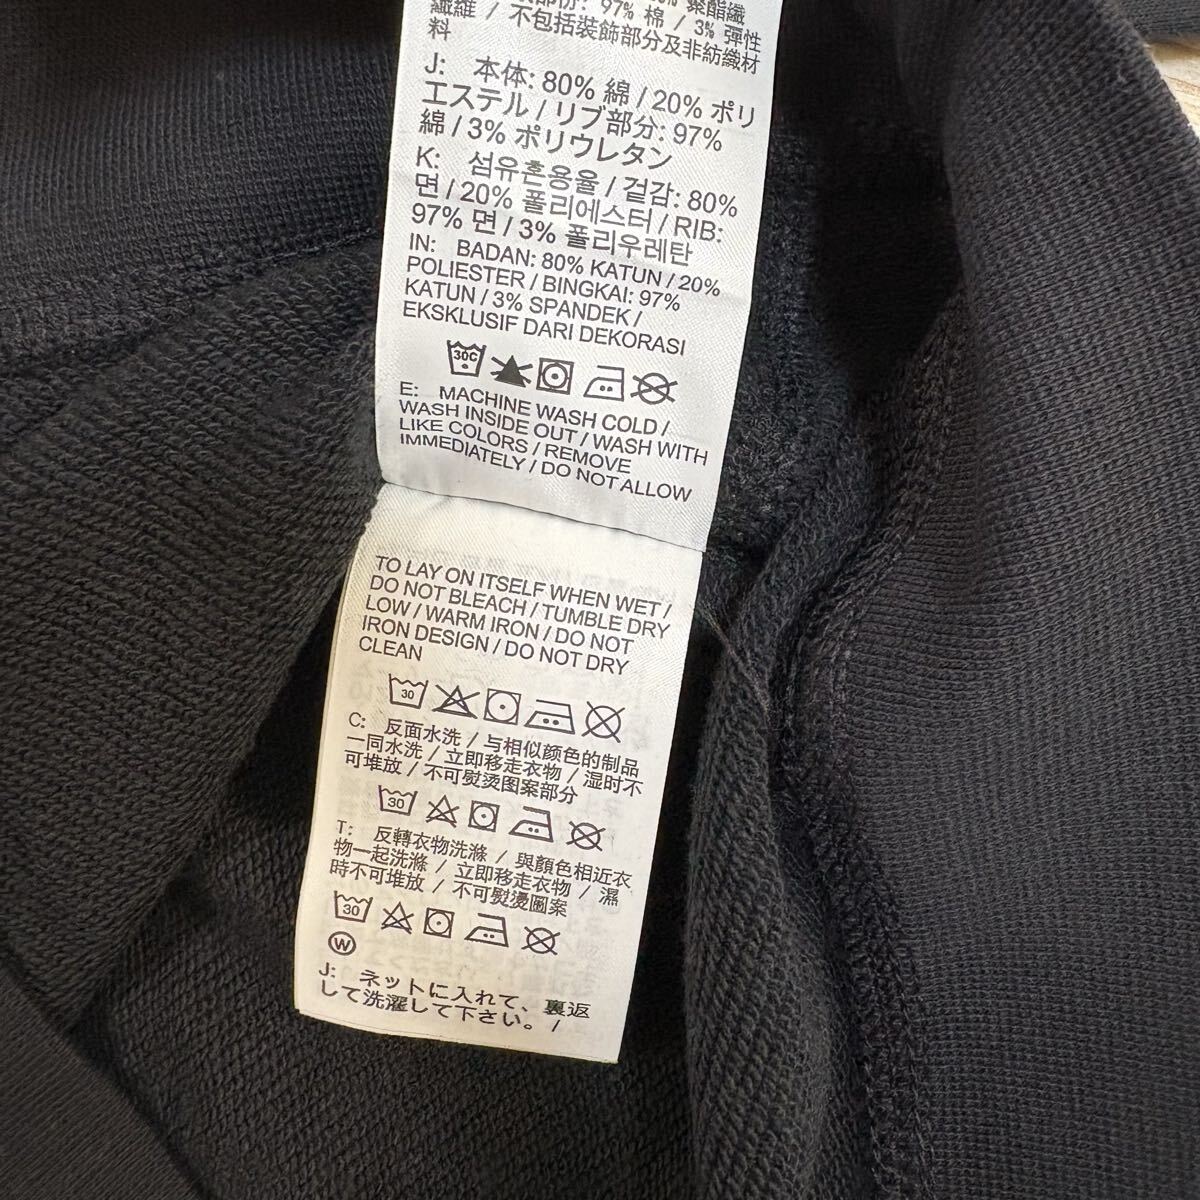 97% 棉 / 3% 彈性
纖維 / 不包括裝飾部分及非紡織材
料
J: 本体: 80% 綿 / 20% ポリ
エステル / リブ部分: 97%
綿 / 3% ポリウレタン
K: 섬유혼용율 / 겉감: 80%
면 / 20% 폴리에스터 / RIB:
97% 면 / 3% 폴리우레탄
IN: BADAN: 80% KATUN / 20%
POLIESTER / BINGKAI: 97%
KATUN / 3% SPANDEK /
EKSKLUSIF DARI DEKORASI
30C
E: MACHINE WASH COLD /
WASH INSIDE OUT / WASH WITH
LIKE COLORS / REMOVE
IMMEDIATELY / DO NOT ALLOW
TO LAY ON ITSELF WHEN WET /
DO NOT BLEACH / TUMBLE DRY
LOW / WARM IRON / DO NOT
IRON DESIGN / DO NOT DRY
CLEAN
30
C: 反面水洗 / 与相似颜色的制品
一同水洗 / 立即移走衣物 / 湿时不
可堆放 / 不可熨烫图案部分
30
T: 反轉衣物洗滌 / 與顏色相近衣
物一起洗滌 / 立即移走衣物 / 濕
時不可堆放 / 不可熨燙圖案
30
W
J: ネットに入れて、裏返
して洗濯して下さい。/